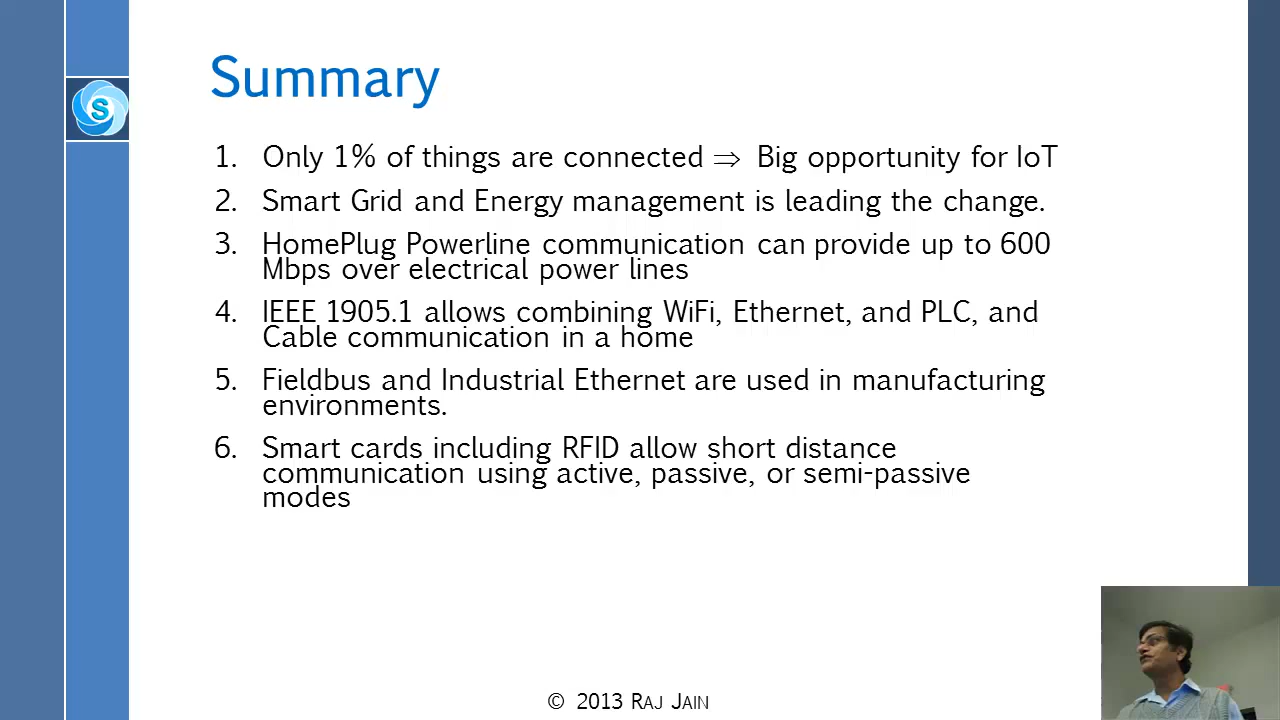 Summary
S
1. Only 1% of things are connected ⇒ Big opportunity for IoT
2. Smart Grid and Energy management is leading the change.
3. HomePlug Powerline communication can provide up to 600
Mbps over electrical power lines
4. IEEE 1905.1 allows combining WiFi, Ethernet, and PLC, and
Cable communication in a home
5. Fieldbus and Industrial Ethernet are used in manufacturing
environments.
6. Smart cards including RFID allow short distance
communication using active, passive, or semi-passive
modes
© 2013 RAJ JAIN